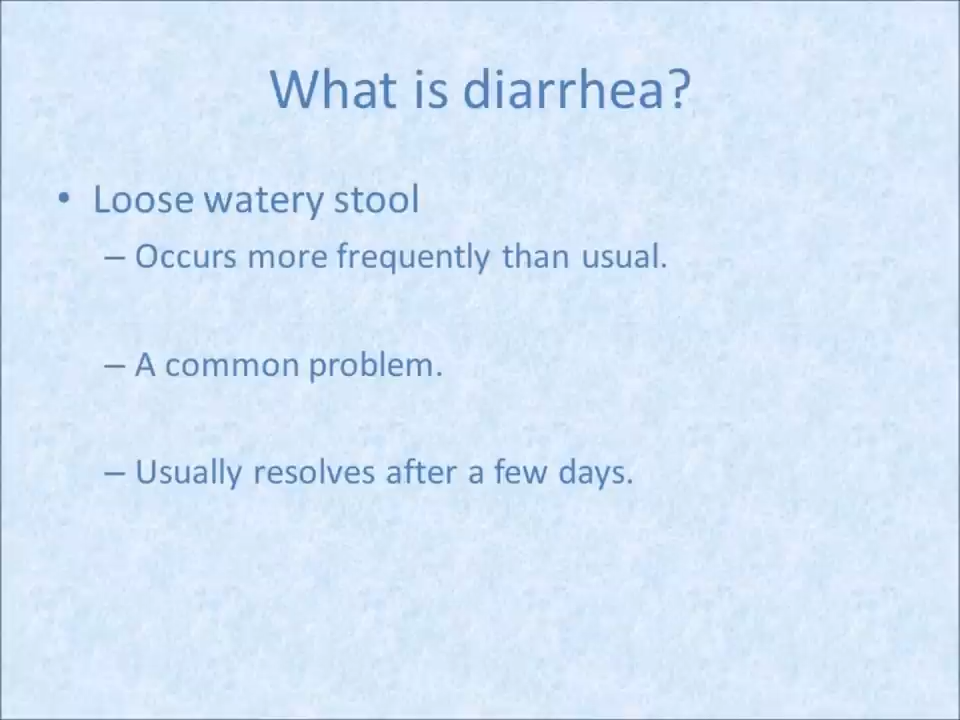 What is diarrhea?
• Loose watery stool
– Occurs more frequently than usual.
– A common problem.
– Usually resolves after a few days.